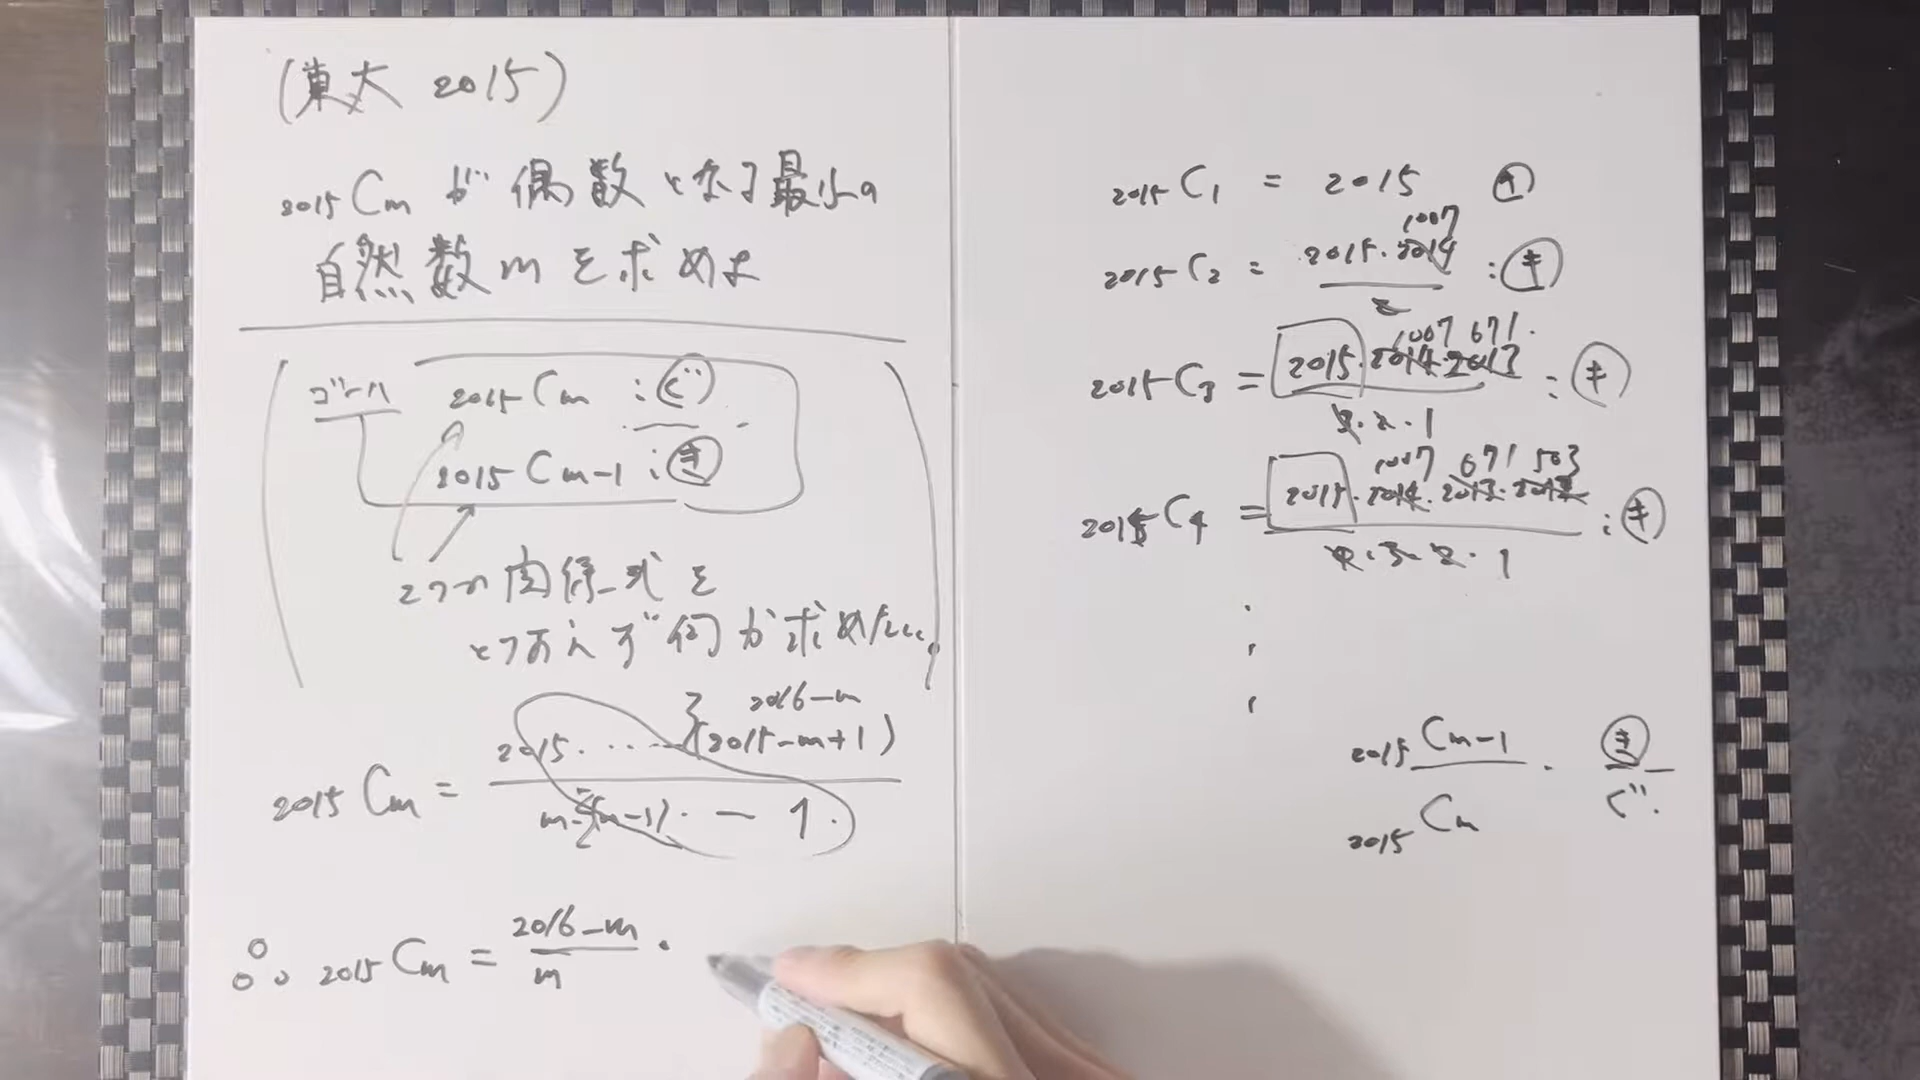 (東大 2015)
2015Cm が 偶数 となる最小の
自然数 m を求めよ
ゴール 2015Cm : ぐ
2015Cm-1 : き
2つの関係式を
とりあえず何か求めたい。
2016-m
2015Cm = 2015. ……(2015-m+1) / m・(m-1)・ — 1.
∴ 2015Cm = 2016-m / m ・
2015C1 = 2015 き
1007
2015C2 = 2015・2014 / 2 : き
1007 671.
2015C3 = 2015・2014・2013 / 3・2・1 : き
1007 671 503
2015C4 = 2015・2014・2013・2012 / 4・3・2・1 : き
2015Cm-1 / 2015Cm ・ き / ぐ.